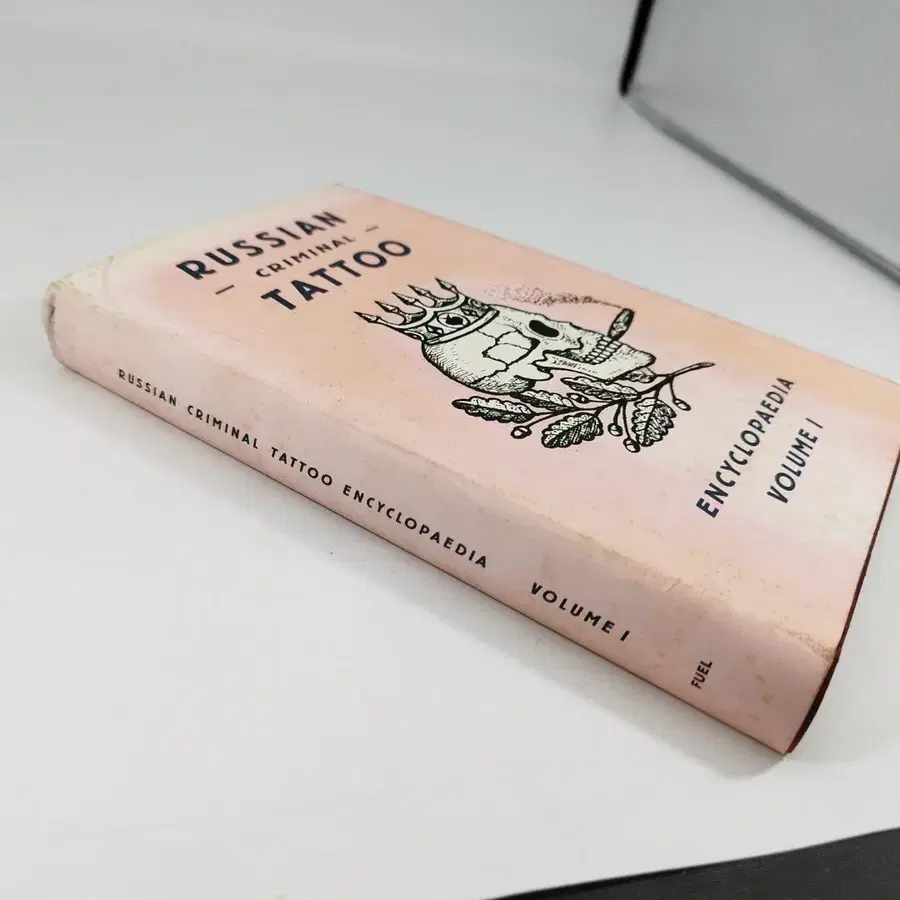 RUSSIAN
— CRIMINAL —
TATTOO
ENCYCLOPAEDIA
VOLUME I
RUSSIAN CRIMINAL TATTOO ENCYCLOPAEDIA VOLUME I FUEL